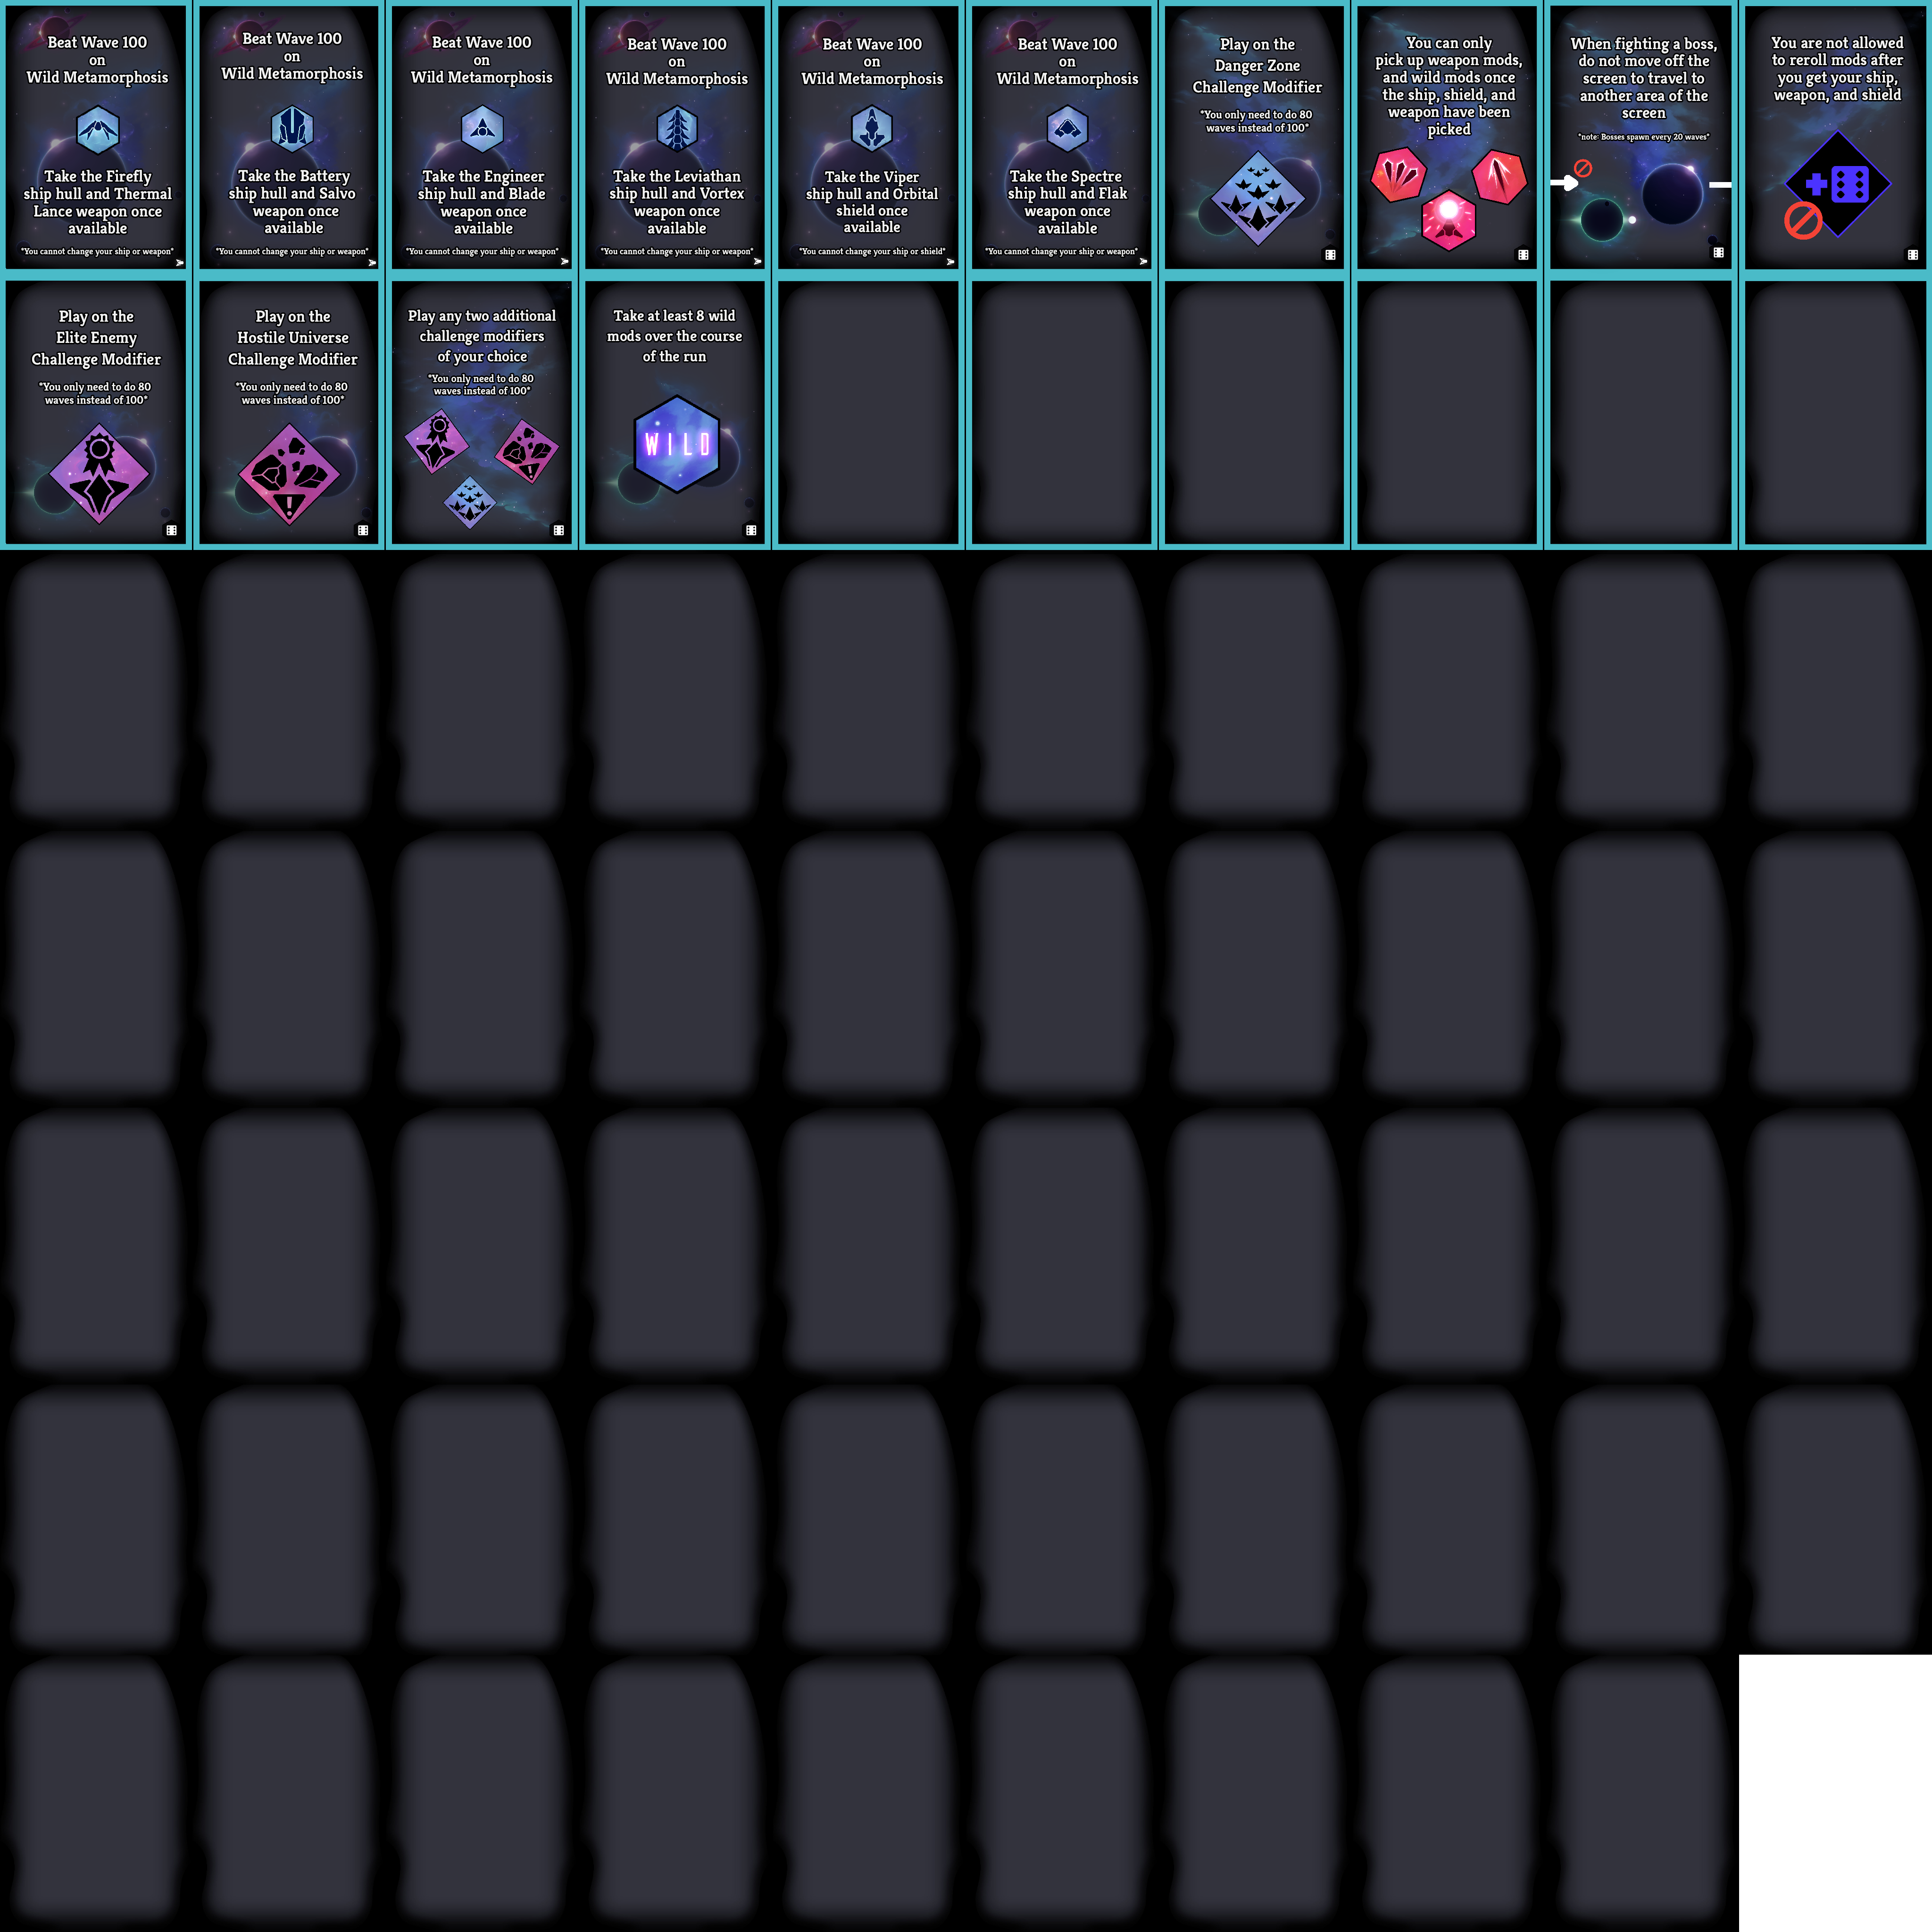 Beat Wave 100
on
Wild Metamorphosis
Take the Firefly
ship hull and Thermal
Lance weapon once
available
*You cannot change your ship or weapon*
Beat Wave 100
on
Wild Metamorphosis
Take the Battery
ship hull and Salvo
weapon once
available
*You cannot change your ship or weapon*
Beat Wave 100
on
Wild Metamorphosis
Take the Engineer
ship hull and Blade
weapon once
available
*You cannot change your ship or weapon*
Beat Wave 100
on
Wild Metamorphosis
Take the Leviathan
ship hull and Vortex
weapon once
available
*You cannot change your ship or weapon*
Beat Wave 100
on
Wild Metamorphosis
Take the Viper
ship hull and Orbital
shield once
available
*You cannot change your ship or shield*
Beat Wave 100
on
Wild Metamorphosis
Take the Spectre
ship hull and Flak
weapon once
available
*You cannot change your ship or weapon*
Play on the
Danger Zone
Challenge Modifier
*You only need to do 80
waves instead of 100*
You can only
pick up weapon mods,
and wild mods once
the ship, shield, and
weapon have been
picked
When fighting a boss,
do not move off the
screen to travel to
another area of the
screen
*note: Bosses spawn every 20 waves*
You are not allowed
to reroll mods after
you get your ship,
weapon, and shield
Play on the
Elite Enemy
Challenge Modifier
*You only need to do 80
waves instead of 100*
Play on the
Hostile Universe
Challenge Modifier
*You only need to do 80
waves instead of 100*
Play any two additional
challenge modifiers
of your choice
*You only need to do 80
waves instead of 100*
Take at least 8 wild
mods over the course
of the run
WILD